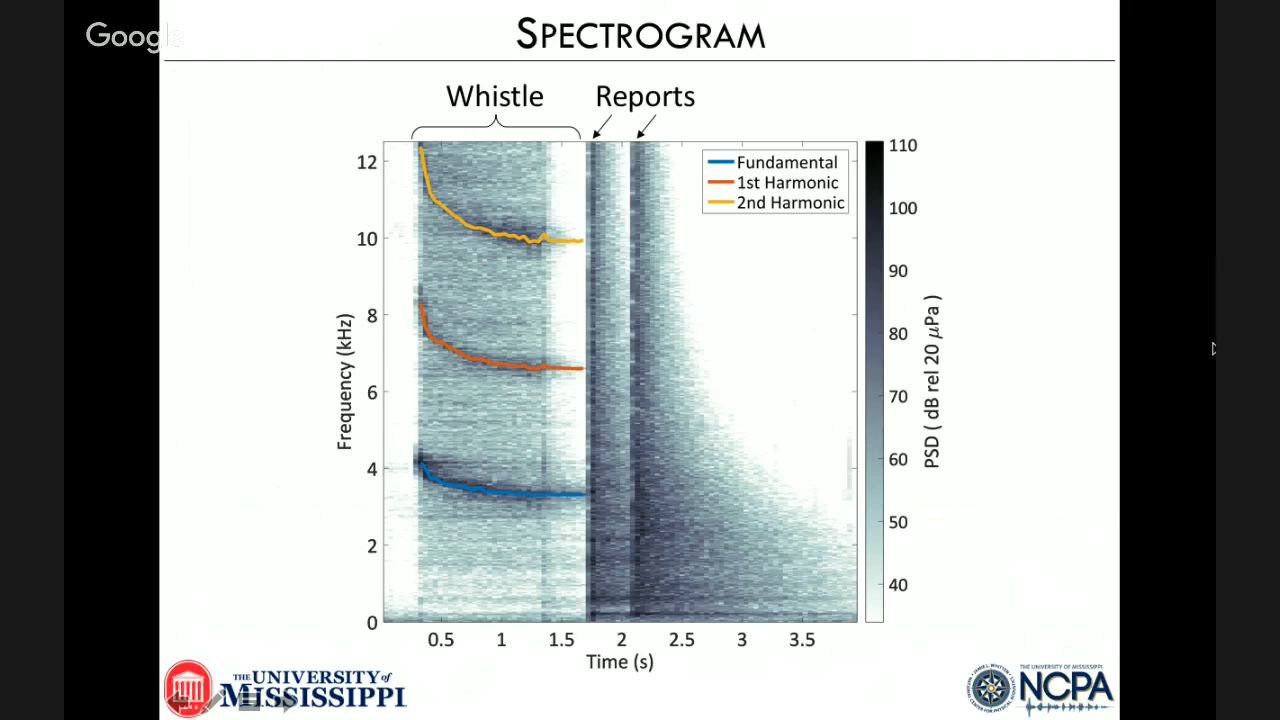 Google
SPECTROGRAM
Whistle
Reports
Fundamental
1st Harmonic
2nd Harmonic
12
10
8
6
4
2
0
Frequency (kHz)
0.5 1 1.5 2 2.5 3 3.5
Time (s)
110
100
90
80
70
60
50
40
PSD ( dB rel 20 μPa )
THE UNIVERSITY of
MISSISSIPPI
THE UNIVERSITY OF MISSISSIPPI
NCPA